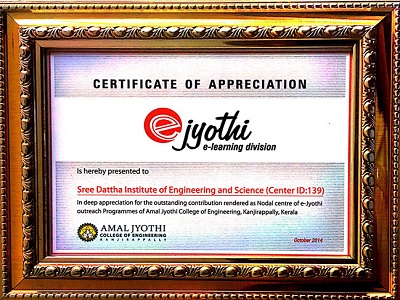 CERTIFICATE OF APPRECIATION
ejyothi
e-learning division
Is hereby presented to
Sree Dattha Institute of Engineering and Science (Center ID:139)
In deep appreciation for the outstanding contribution rendered as Nodal centre of e-Jyothi
outreach Programmes of Amal Jyothi College of Engineering, Kanjirappally, Kerala
AMAL JYOTHI
COLLEGE OF ENGINEERING
KANJIRAPPALLY
October 2014